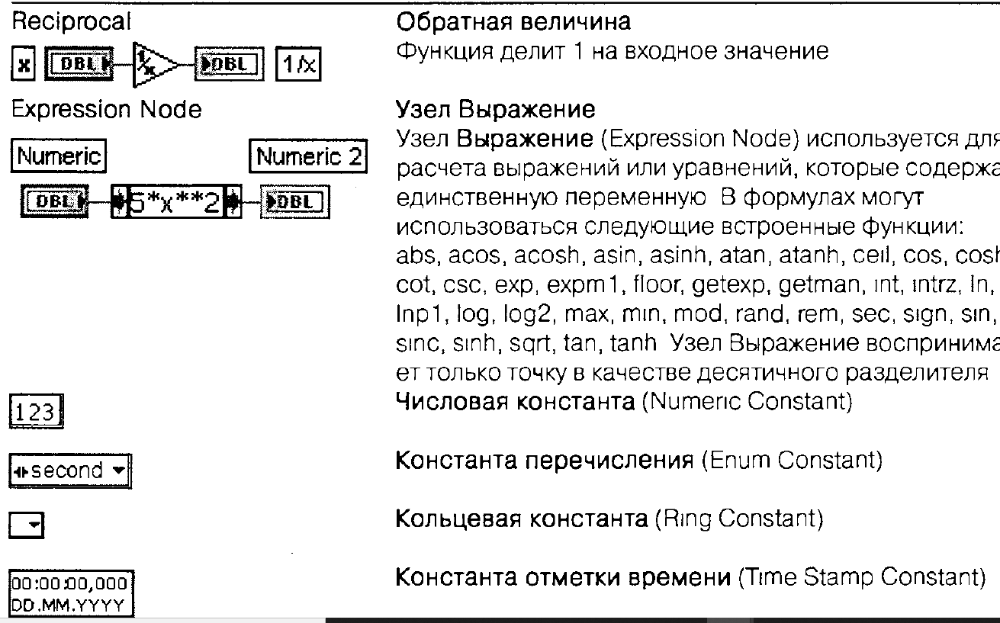 Reciprocal
Обратная величина
x DBL 1/x DBL 1/x
Функция делит 1 на входное значение
Expression Node
Узел Выражение
Numeric Numeric 2
DBL 5*x**2 DBL
Узел Выражение (Expression Node) используется для
расчета выражений или уравнений, которые содержа
единственную переменную В формулах могут
использоваться следующие встроенные функции:
abs, acos, acosh, asin, asinh, atan, atanh, ceil, cos, cosh
cot, csc, exp, expm1, floor, getexp, getman, int, intrz, ln,
lnp1, log, log2, max, min, mod, rand, rem, sec, sign, sin,
sinc, sinh, sqrt, tan, tanh Узел Выражение воспринима
ет только точку в качестве десятичного разделителя
123
Числовая константа (Numeric Constant)
second
Константа перечисления (Enum Constant)
Кольцевая константа (Ring Constant)
00:00:00,000
DD.MM.YYYY
Константа отметки времени (Time Stamp Constant)